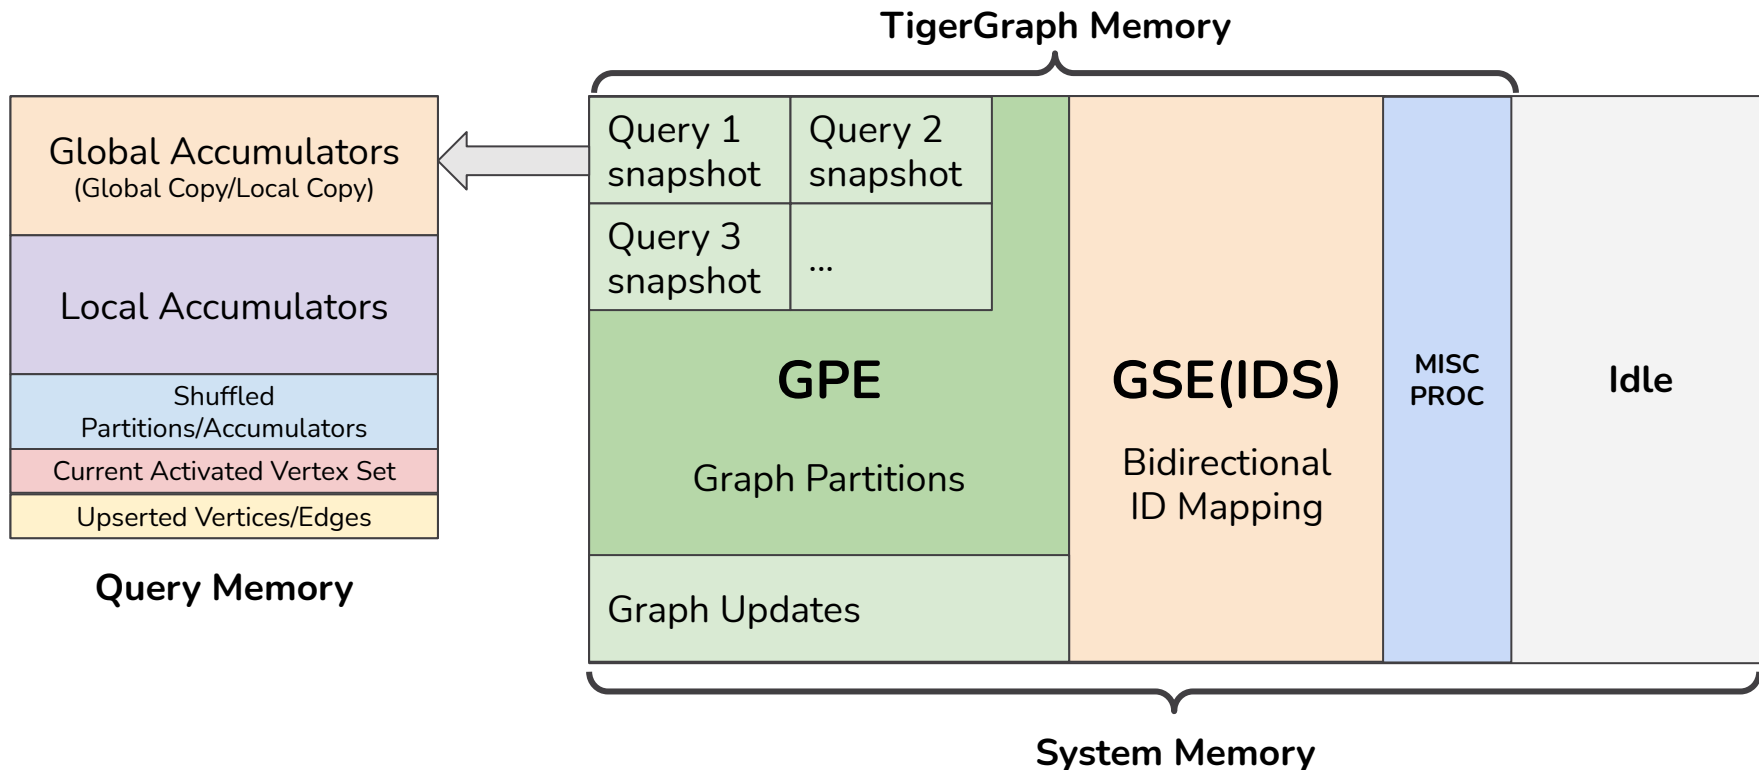 TigerGraph Memory
Global Accumulators
(Global Copy/Local Copy)
Local Accumulators
Shuffled
Partitions/Accumulators
Current Activated Vertex Set
Upserted Vertices/Edges
Query Memory
Query 1
snapshot
Query 2
snapshot
Query 3
snapshot
...
GPE
Graph Partitions
Graph Updates
GSE(IDS)
Bidirectional
ID Mapping
MISC
PROC
Idle
System Memory